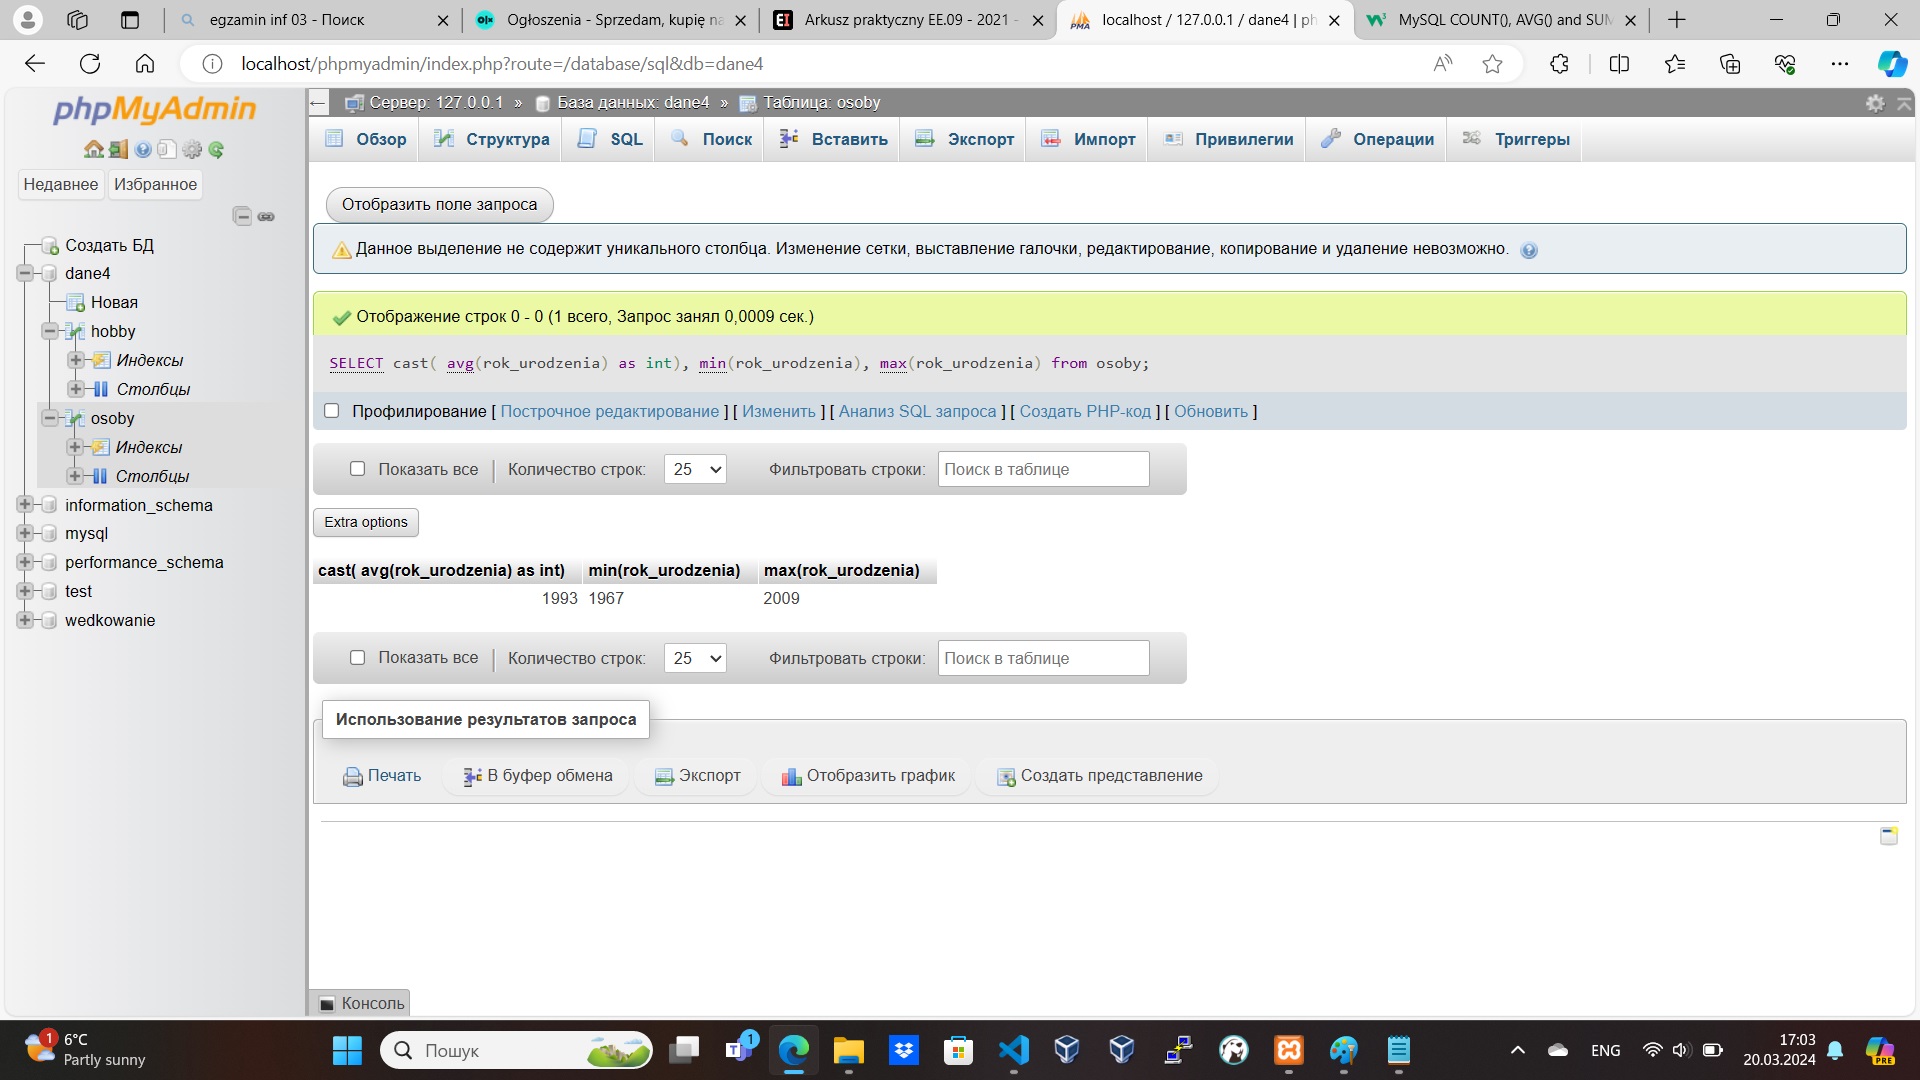 egzamin inf 03 - Поиск
Ogłoszenia - Sprzedam, kupię na
Arkusz praktyczny EE.09 - 2021 -
localhost / 127.0.0.1 / dane4 | ph
MySQL COUNT(), AVG() and SUM
localhost/phpmyadmin/index.php?route=/database/sql&db=dane4
phpMyAdmin
Недавнее Избранное
Создать БД
dane4
Новая
hobby
Индексы
Столбцы
osoby
Индексы
Столбцы
information_schema
mysql
performance_schema
test
wedkowanie
Сервер: 127.0.0.1 » База данных: dane4 » Таблица: osoby
Обзор Структура SQL Поиск Вставить Экспорт Импорт Привилегии Операции Триггеры
Отобразить поле запроса
Данное выделение не содержит уникального столбца. Изменение сетки, выставление галочки, редактирование, копирование и удаление невозможно.
Отображение строк 0 - 0 (1 всего, Запрос занял 0,0009 сек.)
SELECT cast( avg(rok_urodzenia) as int), min(rok_urodzenia), max(rok_urodzenia) from osoby;
Профилирование [ Построчное редактирование ] [ Изменить ] [ Анализ SQL запроса ] [ Создать PHP-код ] [ Обновить ]
Показать все Количество строк: 25 Фильтровать строки: Поиск в таблице
Extra options
cast( avg(rok_urodzenia) as int) min(rok_urodzenia) max(rok_urodzenia)
1993 1967 2009
Показать все Количество строк: 25 Фильтровать строки: Поиск в таблице
Использование результатов запроса
Печать В буфер обмена Экспорт Отобразить график Создать представление
Консоль
1
6°C
Partly sunny
Пошук
1
ENG
17:03
20.03.2024
PRE